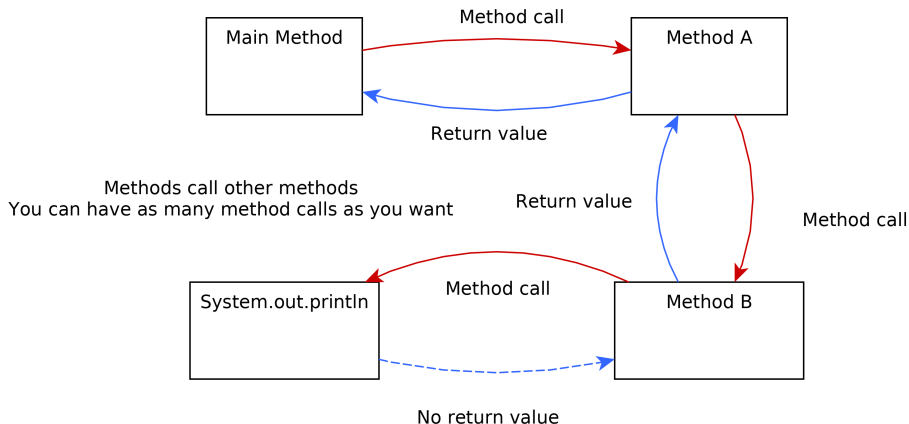 Method call
Main Method
Method A
Return value
Methods call other methods
You can have as many method calls as you want
Return value
Method call
Method call
System.out.println
Method B
No return value